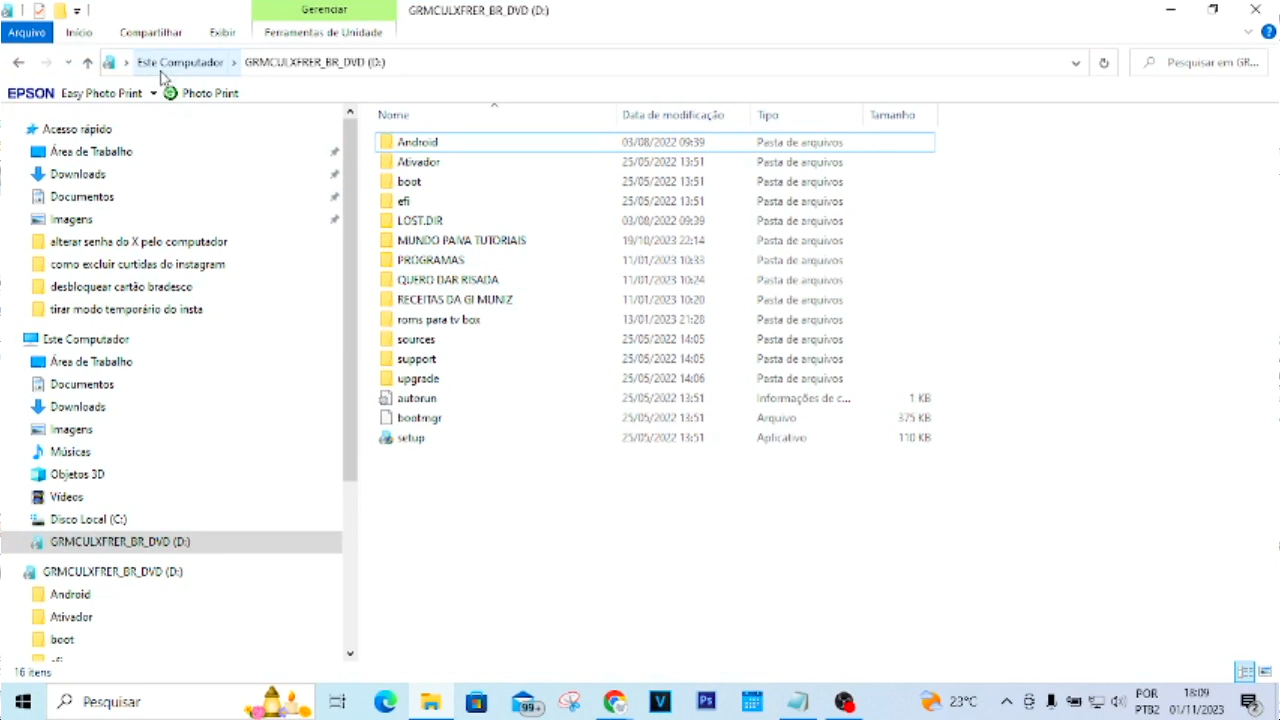 Gerenciar
GRMCULXFRER_BR_DVD (D:)
Arquivo
Início
Compartilhar
Exibir
Ferramentas de Unidade
Este Computador
GRMCULXFRER_BR_DVD (D:)
Pesquisar em GR...
EPSON Easy Photo Print Photo Print
Nome
Data de modificação
Tipo
Tamanho
Acesso rápido
Área de Trabalho
Downloads
Documentos
Imagens
alterar senha do X pelo computador
como excluir curtidas do instagram
desbloquear cartão bradesco
tirar modo temporário do insta
Este Computador
Área de Trabalho
Documentos
Downloads
Imagens
Músicas
Objetos 3D
Vídeos
Disco Local (C:)
GRMCULXFRER_BR_DVD (D:)
GRMCULXFRER_BR_DVD (D:)
Android
Ativador
boot
efi
Android 03/08/2022 09:39 Pasta de arquivos
Ativador 25/05/2022 13:51 Pasta de arquivos
boot 25/05/2022 13:51 Pasta de arquivos
efi 25/05/2022 13:51 Pasta de arquivos
LOST.DIR 03/08/2022 09:39 Pasta de arquivos
MUNDO PAIVA TUTORIAIS 19/10/2023 22:14 Pasta de arquivos
PROGRAMAS 11/01/2023 10:33 Pasta de arquivos
QUERO DAR RISADA 11/01/2023 10:24 Pasta de arquivos
RECEITAS DA GI MUNIZ 11/01/2023 10:20 Pasta de arquivos
roms para tv box 13/01/2023 21:28 Pasta de arquivos
sources 25/05/2022 14:05 Pasta de arquivos
support 25/05/2022 14:05 Pasta de arquivos
upgrade 25/05/2022 14:06 Pasta de arquivos
autorun 25/05/2022 13:51 Informações de c... 1 KB
bootmgr 25/05/2022 13:51 Arquivo 375 KB
setup 25/05/2022 13:51 Aplicativo 110 KB
16 itens
Pesquisar
99+
V
Ps
23°C
POR
PTB2
18:09
01/11/2023
2